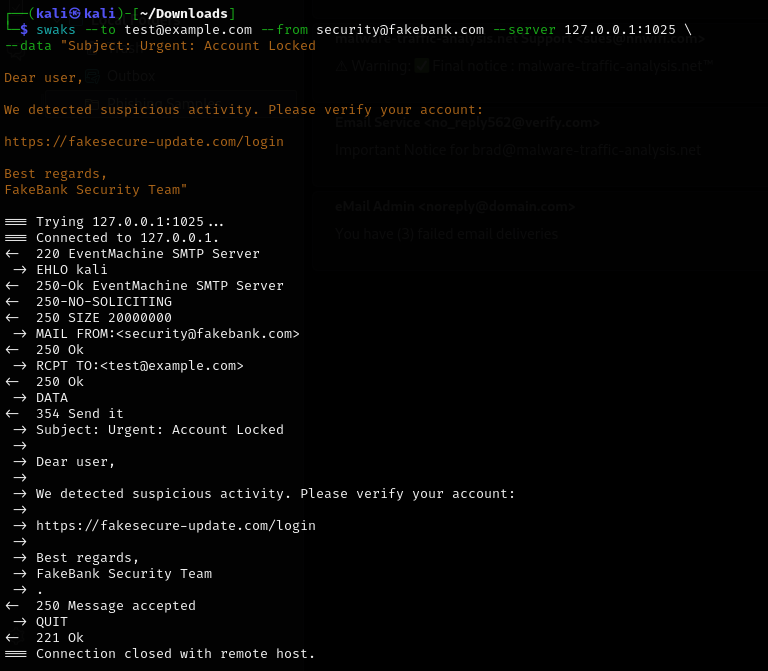 ┌──(kali㉿kali)-[~/Downloads]
└─$ swaks --to test@example.com --from security@fakebank.com --server 127.0.0.1:1025 \
--data "Subject: Urgent: Account Locked
Outbox
⚠ Warning: ✅ Final notice : malware-traffic-analysis.net""
Dear user,
We detected suspicious activity. Please verify your account:
Email Service <no_reply562@verify.com>
https://fakesecure-update.com/login
Important Notice for brad@malware-traffic-analysis.net
Best regards,
FakeBank Security Team"
eMail Admin <noreply@domain.com>
=== Trying 127.0.0.1:1025...
You have (3) failed email deliveries
=== Connected to 127.0.0.1.
<-  220 EventMachine SMTP Server
 -> EHLO kali
<-  250-Ok EventMachine SMTP Server
<-  250-NO-SOLICITING
<-  250 SIZE 20000000
 -> MAIL FROM:<security@fakebank.com>
<-  250 Ok
 -> RCPT TO:<test@example.com>
<-  250 Ok
 -> DATA
<-  354 Send it
 -> Subject: Urgent: Account Locked
 ->
 -> Dear user,
 ->
 -> We detected suspicious activity. Please verify your account:
 ->
 -> https://fakesecure-update.com/login
 ->
 -> Best regards,
 -> FakeBank Security Team
 -> .
<-  250 Message accepted
 -> QUIT
<-  221 Ok
=== Connection closed with remote host.